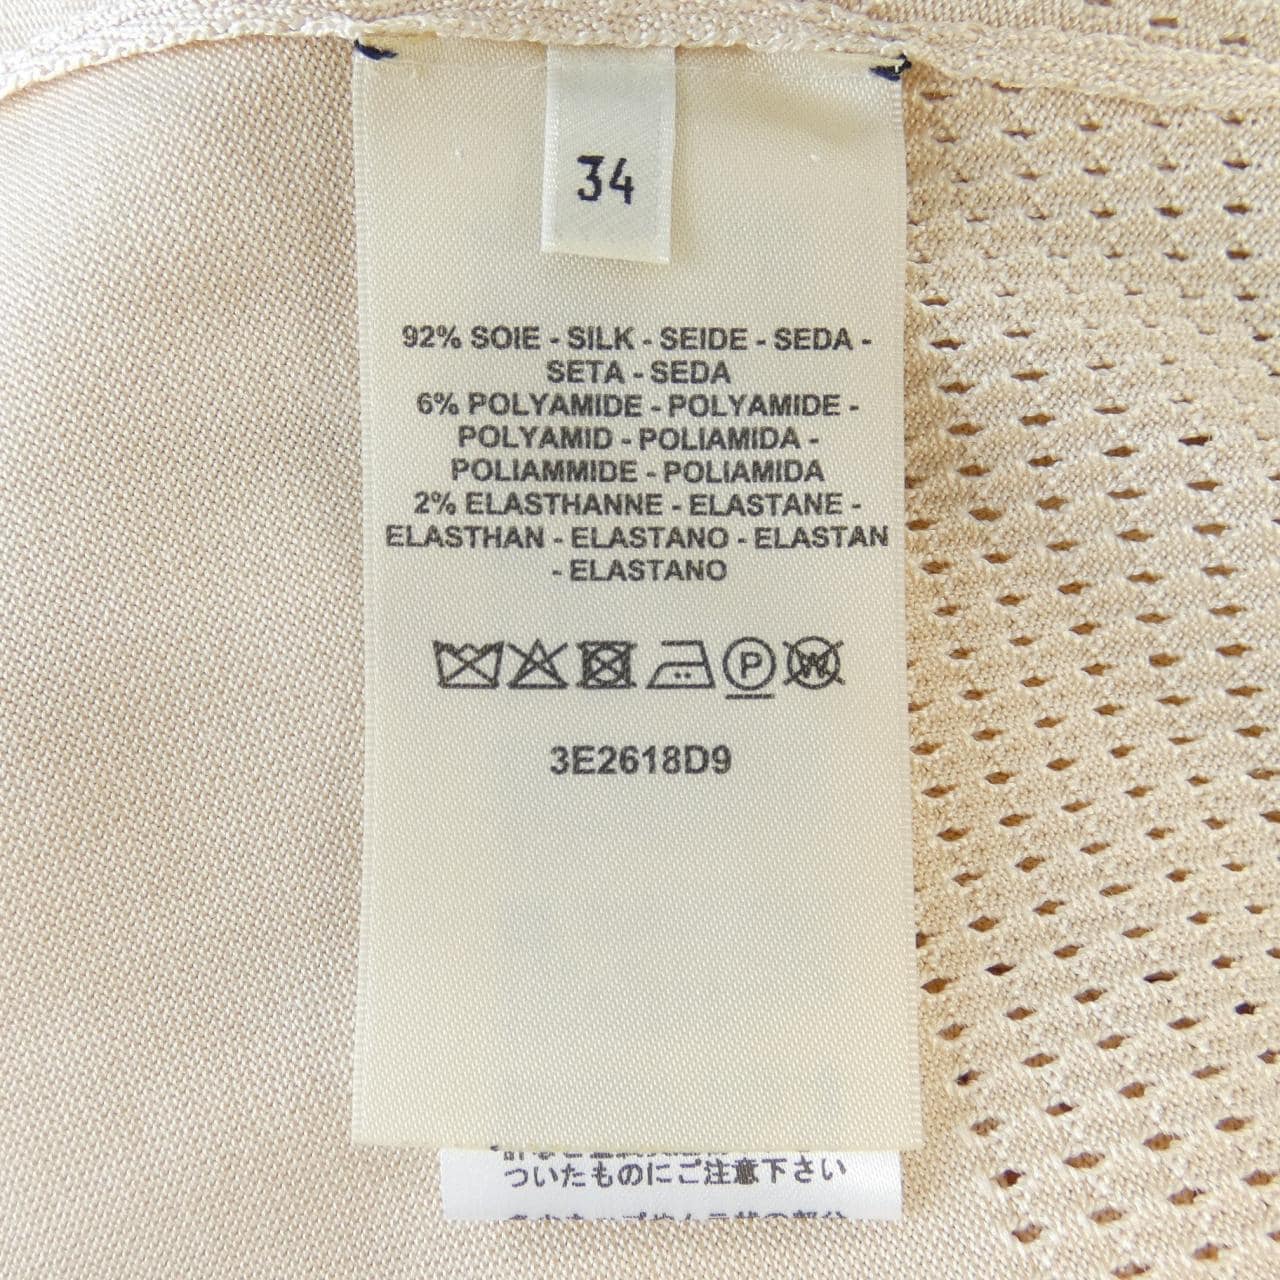 34
92% SOIE - SILK - SEIDE - SEDA -
SETA - SEDA
6% POLYAMIDE - POLYAMIDE -
POLYAMID - POLIAMIDA -
POLIAMMIDE - POLIAMIDA
2% ELASTHANNE - ELASTANE -
ELASTHAN - ELASTANO - ELASTAN
- ELASTANO
P W
3E2618D9
ついたものにご注意下さい